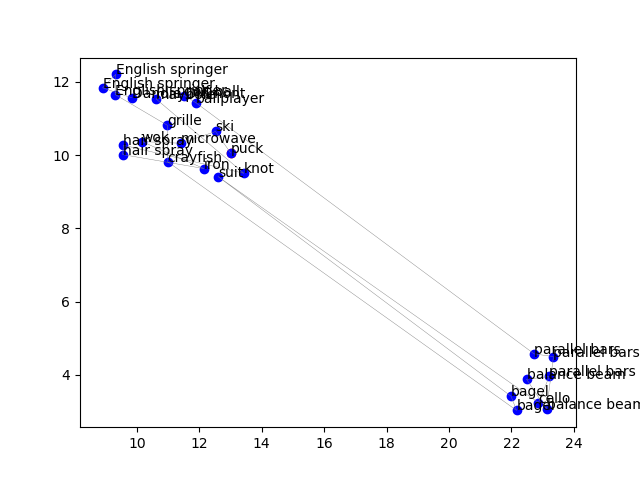 English springer
English springer
ballplayer
grille
ski
wok
microwave
hair spray
hair spray
puck
crayfish
iron
knot
suit
parallel bars
parallel bars
parallel bars
balance beam
bagel
cello
bagel
balance beam
12
10
8
6
4
10
12
14
16
18
20
22
24